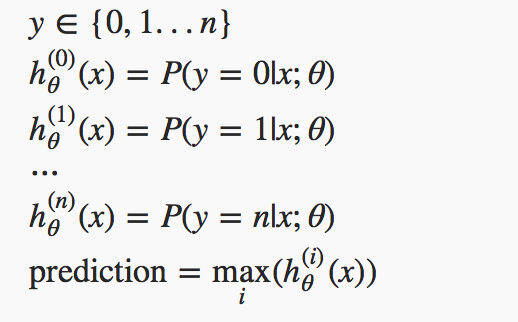 y ∈ {0, 1...n}
h_θ^{(0)}(x) = P(y = 0|x; θ)
h_θ^{(1)}(x) = P(y = 1|x; θ)
...
h_θ^{(n)}(x) = P(y = n|x; θ)
prediction = max_i(h_θ^{(i)}(x))